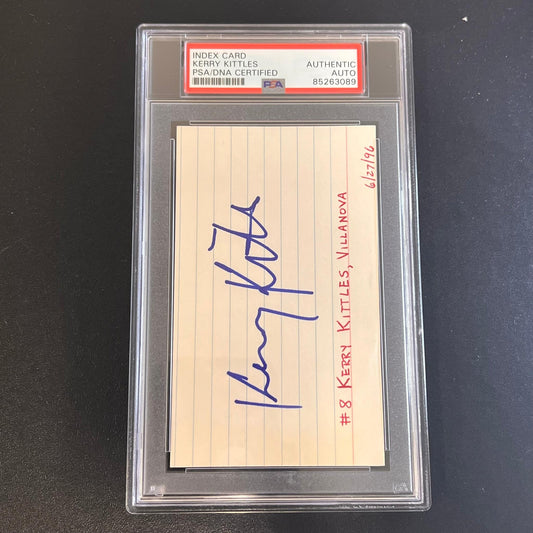 INDEX CARD
KERRY KITTLES
PSA/DNA CERTIFIED
AUTHENTIC
AUTO
85263089
PSA
Kerry Kittles
#8 KERRY KITTLES, VILLANOVA
6/27/96